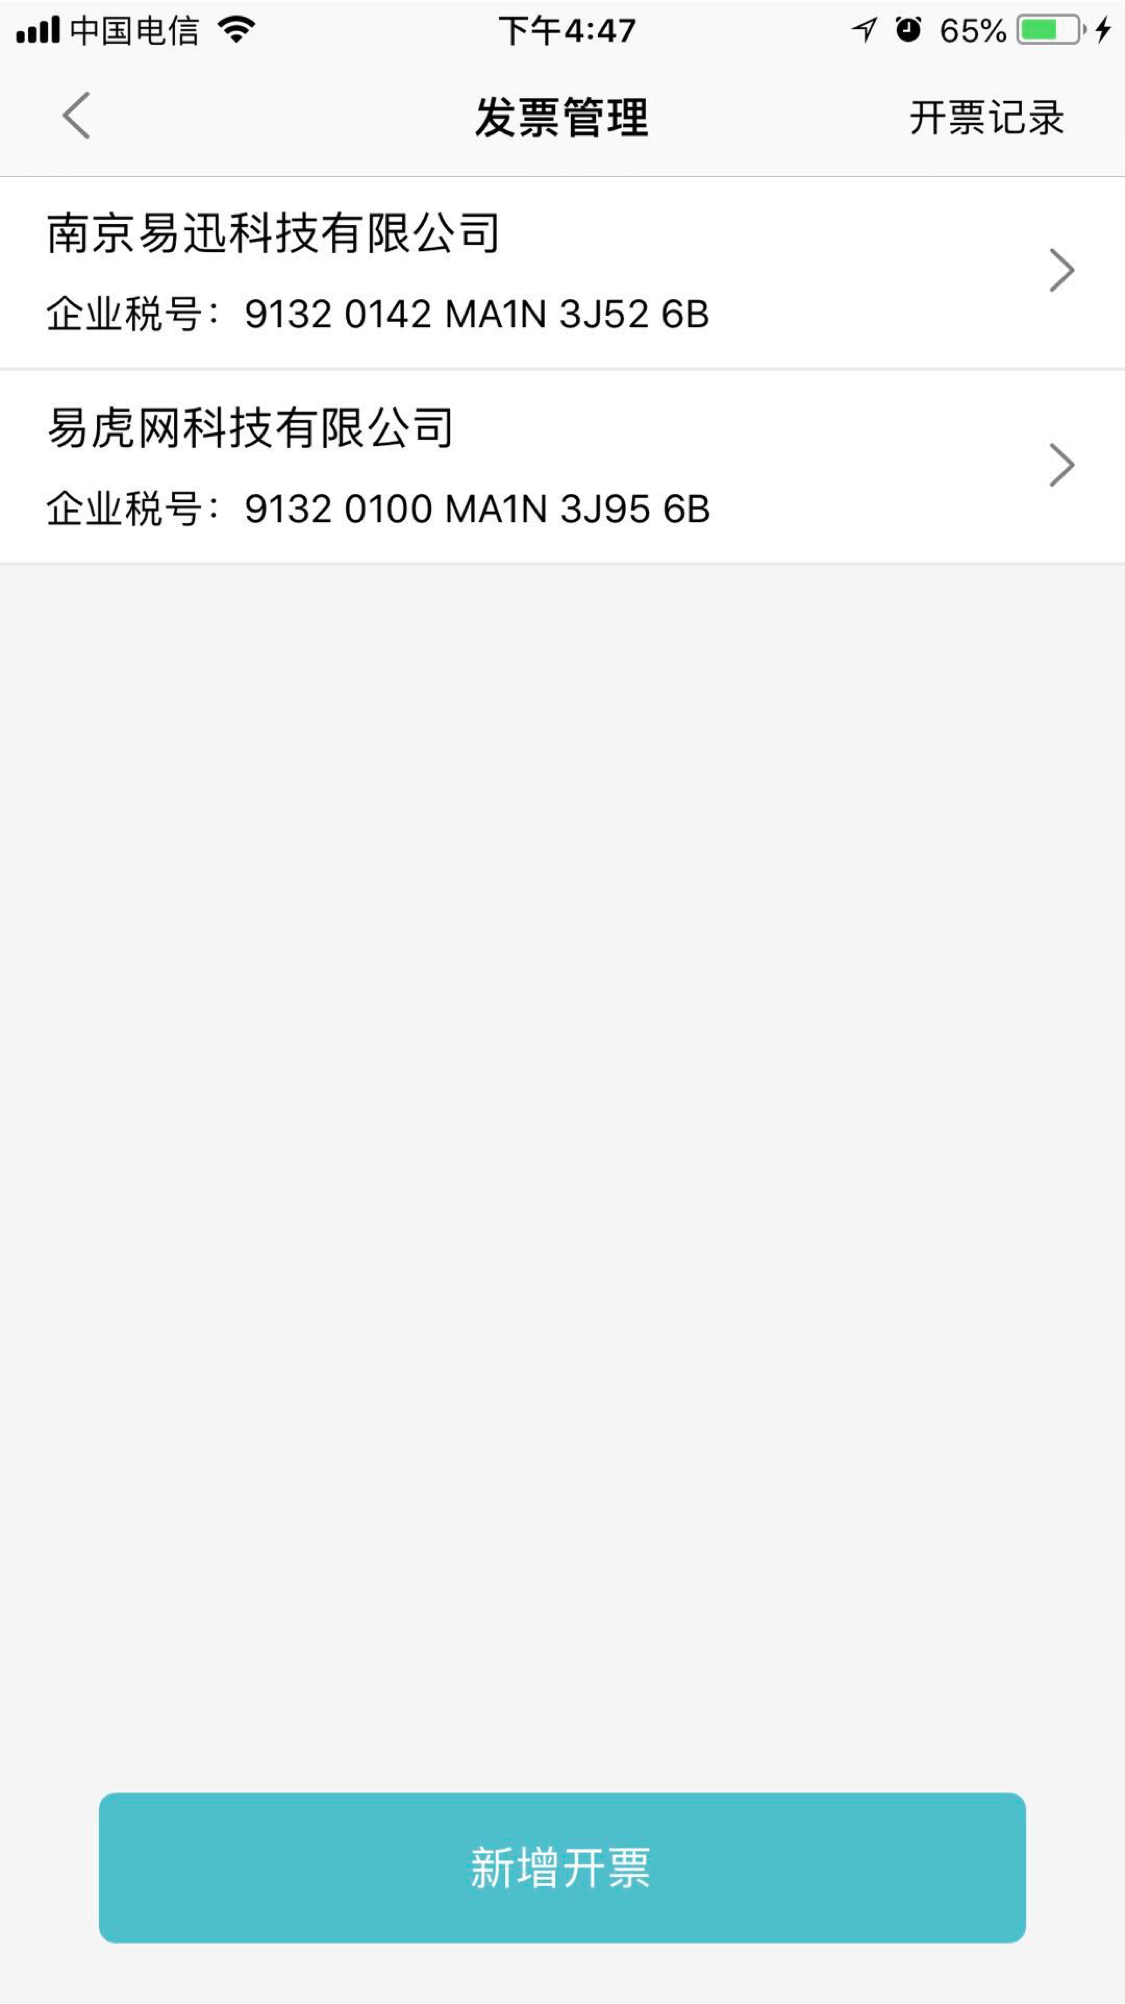 中国电信 下午4:47 65%
发票管理 开票记录
南京易迅科技有限公司
企业税号：9132 0142 MA1N 3J52 6B
易虎网科技有限公司
企业税号：9132 0100 MA1N 3J95 6B
新增开票